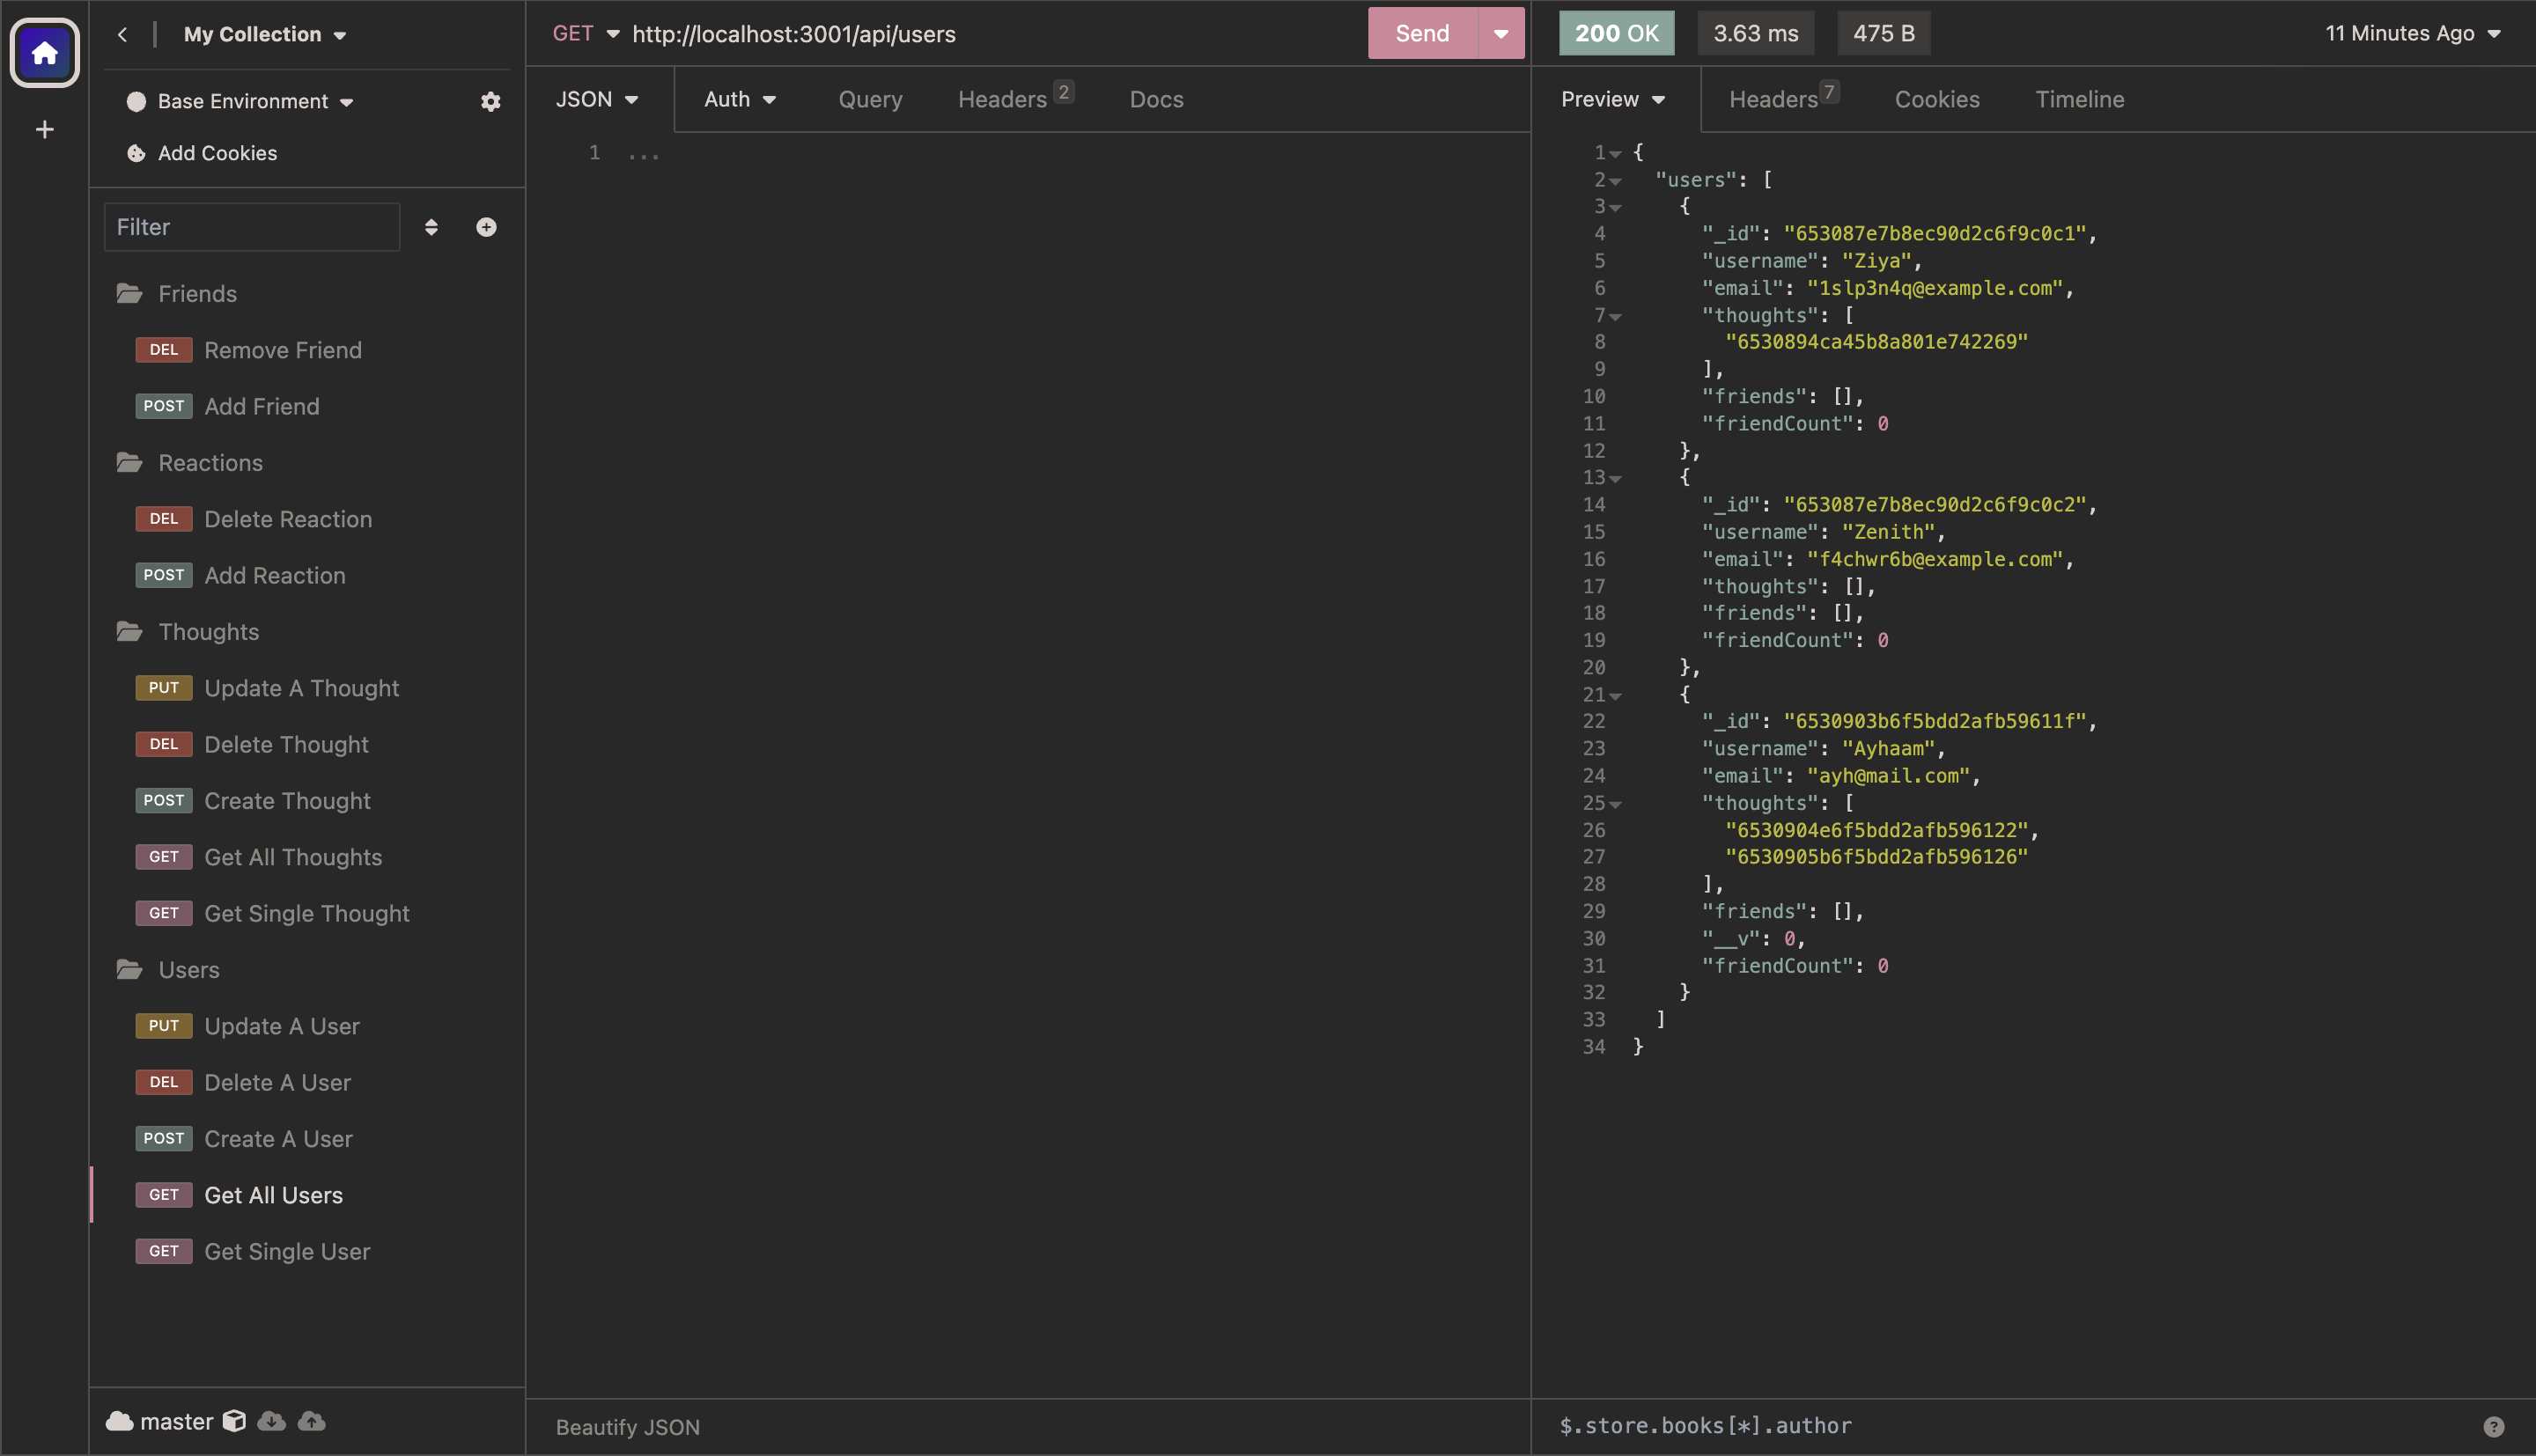 My Collection
Base Environment
Add Cookies
Filter
Friends
DEL Remove Friend
POST Add Friend
Reactions
DEL Delete Reaction
POST Add Reaction
Thoughts
PUT Update A Thought
DEL Delete Thought
POST Create Thought
GET Get All Thoughts
GET Get Single Thought
Users
PUT Update A User
DEL Delete A User
POST Create A User
GET Get All Users
GET Get Single User
master
GET http://localhost:3001/api/users
Send
JSON Auth Query Headers 2 Docs
1 ...
Beautify JSON
200 OK 3.63 ms 475 B 11 Minutes Ago
Preview Headers 7 Cookies Timeline
1 {
2 "users": [
3 {
4 "_id": "653087e7b8ec90d2c6f9c0c1",
5 "username": "Ziya",
6 "email": "1slp3n4q@example.com",
7 "thoughts": [
8 "6530894ca45b8a801e742269"
9 ],
10 "friends": [],
11 "friendCount": 0
12 },
13 {
14 "_id": "653087e7b8ec90d2c6f9c0c2",
15 "username": "Zenith",
16 "email": "f4chwr6b@example.com",
17 "thoughts": [],
18 "friends": [],
19 "friendCount": 0
20 },
21 {
22 "_id": "6530903b6f5bdd2afb59611f",
23 "username": "Ayhaam",
24 "email": "ayh@mail.com",
25 "thoughts": [
26 "6530904e6f5bdd2afb596122",
27 "6530905b6f5bdd2afb596126"
28 ],
29 "friends": [],
30 "__v": 0,
31 "friendCount": 0
32 }
33 ]
34 }
$.store.books[*].author